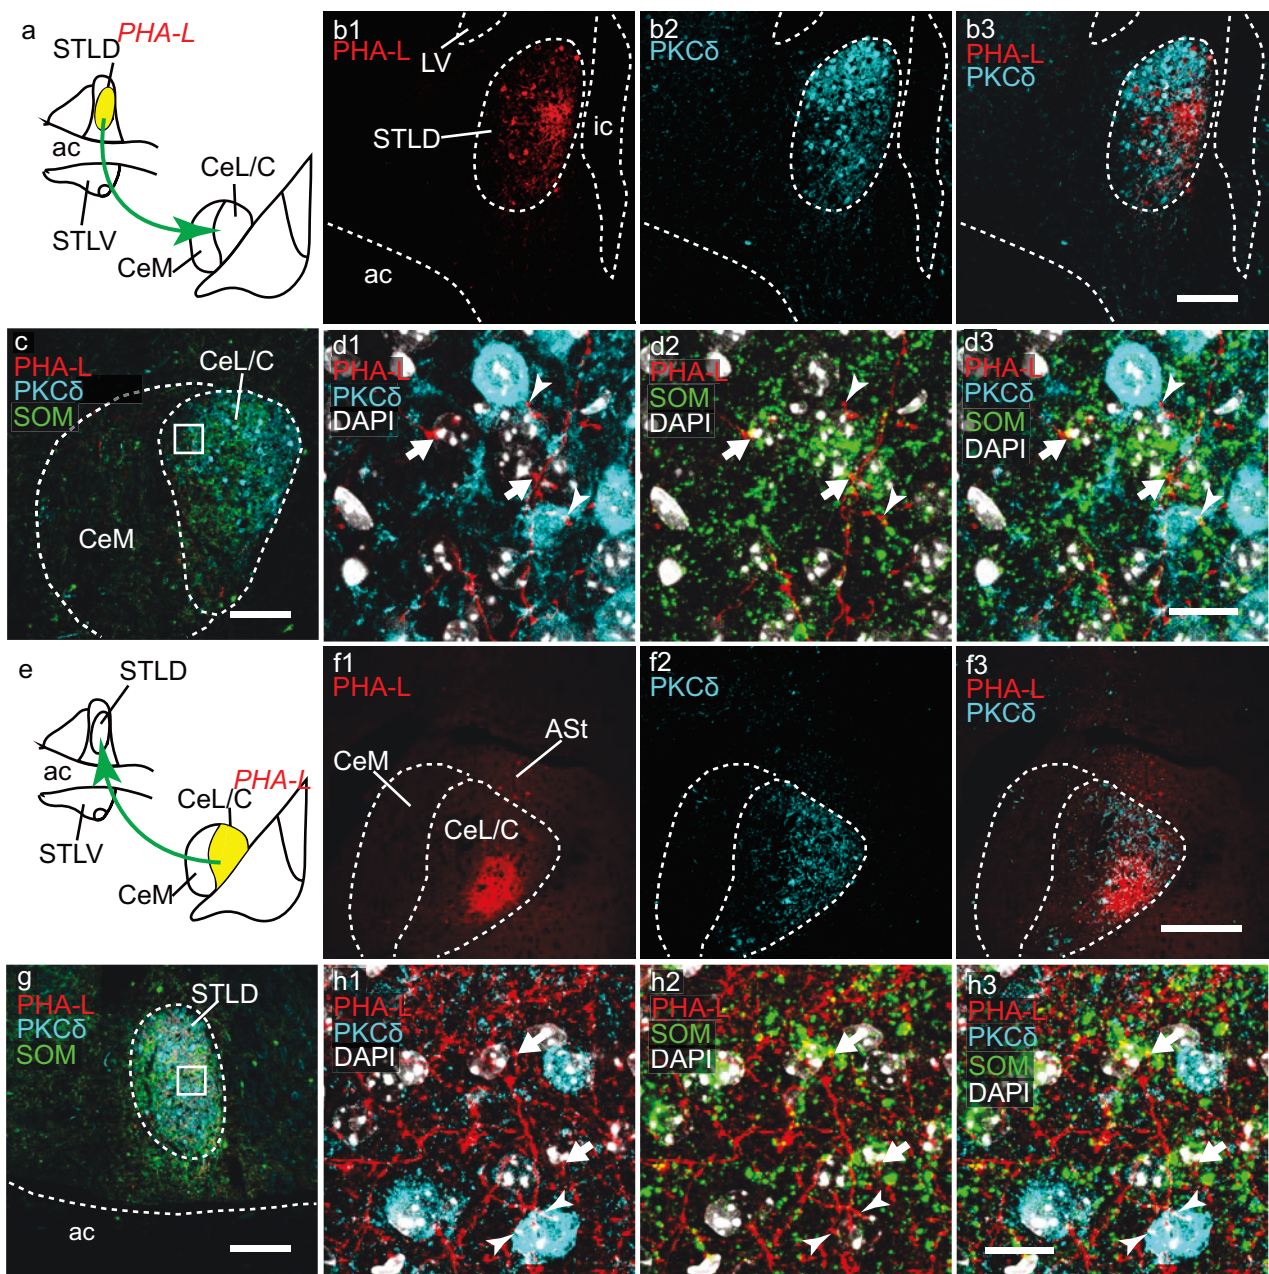 a
PHA-L
STLD
ac
CeL/C
STLV
CeM
b1
PHA-L
LV
STLD
ic
ac
b2
PKCδ
b3
PHA-L
PKCδ
c
PHA-L
PKCδ
SOM
CeL/C
CeM
d1
PHA-L
PKCδ
DAPI
d2
PHA-L
SOM
DAPI
d3
PHA-L
PKCδ
SOM
DAPI
e
STLD
ac
PHA-L
CeL/C
STLV
CeM
f1
PHA-L
ASt
CeM
CeL/C
f2
PKCδ
f3
PHA-L
PKCδ
g
PHA-L
PKCδ
SOM
STLD
ac
h1
PHA-L
PKCδ
DAPI
h2
PHA-L
SOM
DAPI
h3
PHA-L
PKCδ
SOM
DAPI